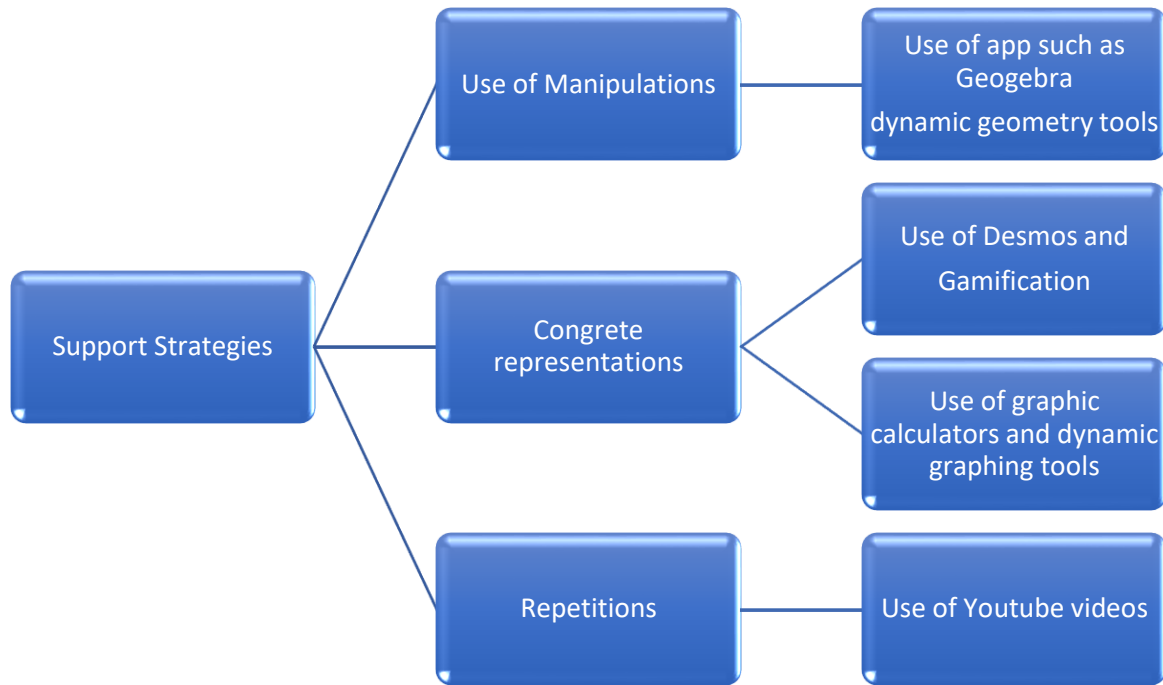 Support Strategies
Use of Manipulations
Use of app such as
Geogebra
dynamic geometry tools
Congrete
representations
Use of Desmos and
Gamification
Use of graphic
calculators and dynamic
graphing tools
Repetitions
Use of Youtube videos